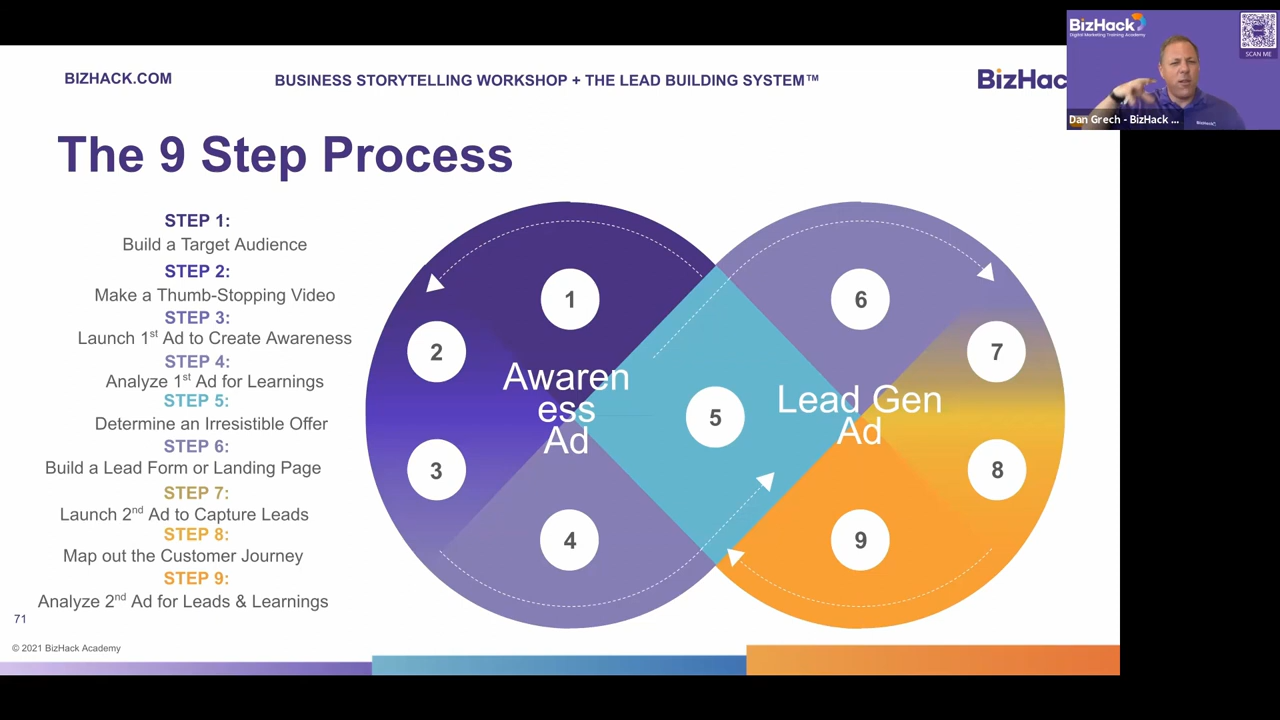 BIZHACK.COM
BUSINESS STORYTELLING WORKSHOP + THE LEAD BUILDING SYSTEM™
BizHac
BizHack
Digital Marketing Training Academy
SCAN ME
Dan Grech - BizHack ...
The 9 Step Process
STEP 1:
Build a Target Audience
STEP 2:
Make a Thumb-Stopping Video
STEP 3:
Launch 1st Ad to Create Awareness
STEP 4:
Analyze 1st Ad for Learnings
STEP 5:
Determine an Irresistible Offer
STEP 6:
Build a Lead Form or Landing Page
STEP 7:
Launch 2nd Ad to Capture Leads
STEP 8:
Map out the Customer Journey
STEP 9:
Analyze 2nd Ad for Leads & Learnings
1
2
3
4
Awaren
ess
Ad
5
6
7
8
9
Lead Gen
Ad
71
© 2021 BizHack Academy